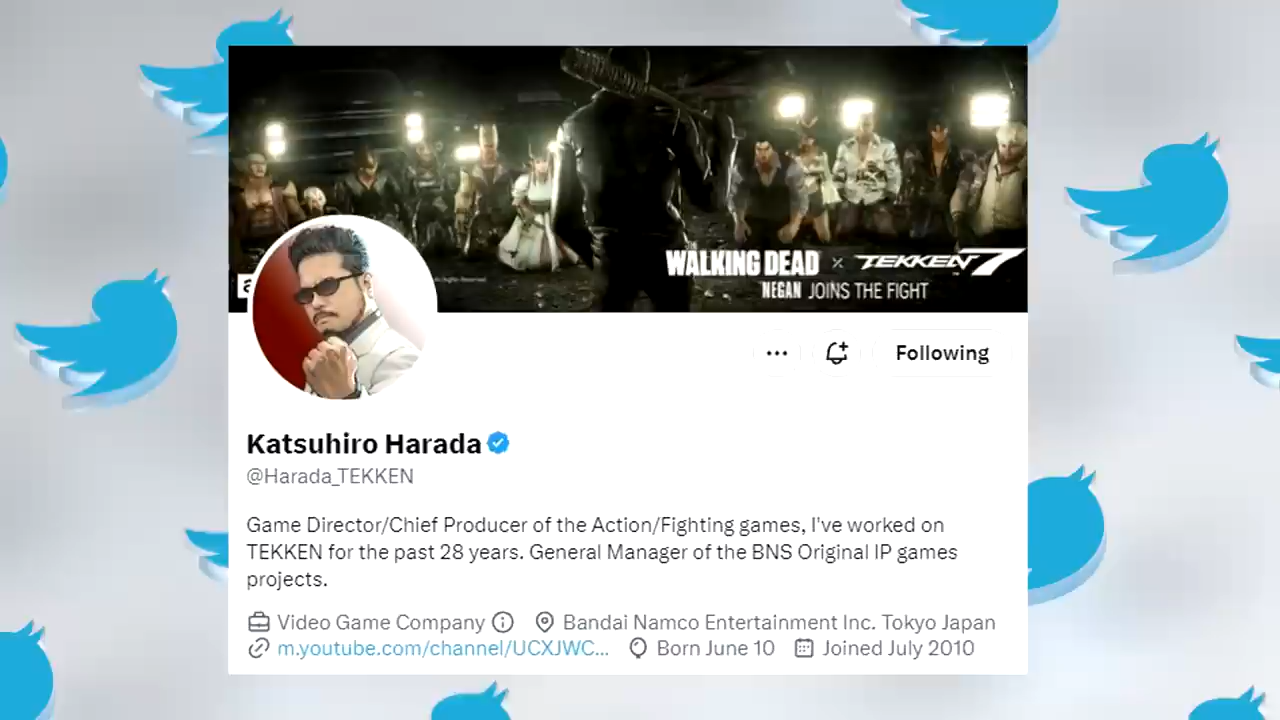 WALKING DEAD × TEKKEN 7
NEGAN JOINS THE FIGHT
Following
Katsuhiro Harada
@Harada_TEKKEN
Game Director/Chief Producer of the Action/Fighting games, I've worked on
TEKKEN for the past 28 years. General Manager of the BNS Original IP games
projects.
Video Game Company Bandai Namco Entertainment Inc. Tokyo Japan
m.youtube.com/channel/UCXJWC... Born June 10 Joined July 2010